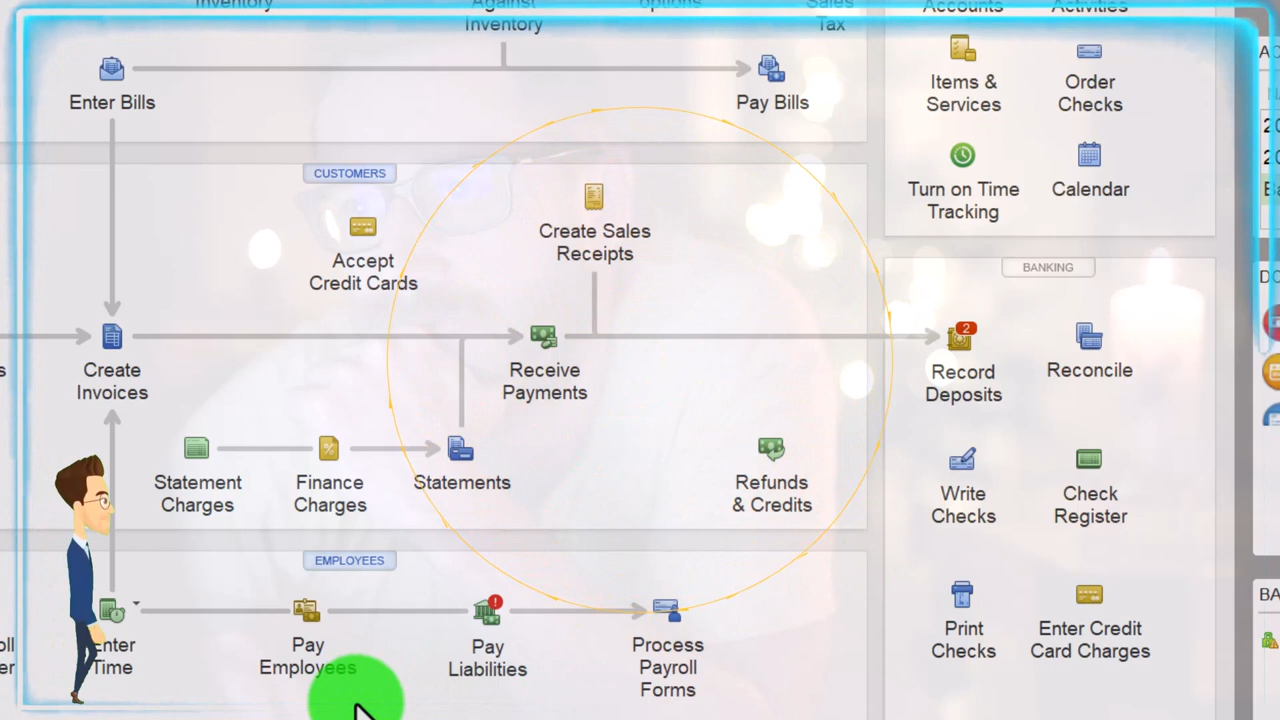 Inventory
Against
Inventory
options
Sales
Tax
Accounts
Activities
Enter Bills
Pay Bills
Items &
Services
Order
Checks
Turn on Time
Tracking
Calendar
CUSTOMERS
Accept
Credit Cards
Create Sales
Receipts
Create
Invoices
Receive
Payments
BANKING
2
Record
Deposits
Reconcile
Statement
Charges
Finance
Charges
Statements
Refunds
& Credits
Write
Checks
Check
Register
EMPLOYEES
Enter
Time
Pay
Employees
Pay
Liabilities
Process
Payroll
Forms
Print
Checks
Enter Credit
Card Charges